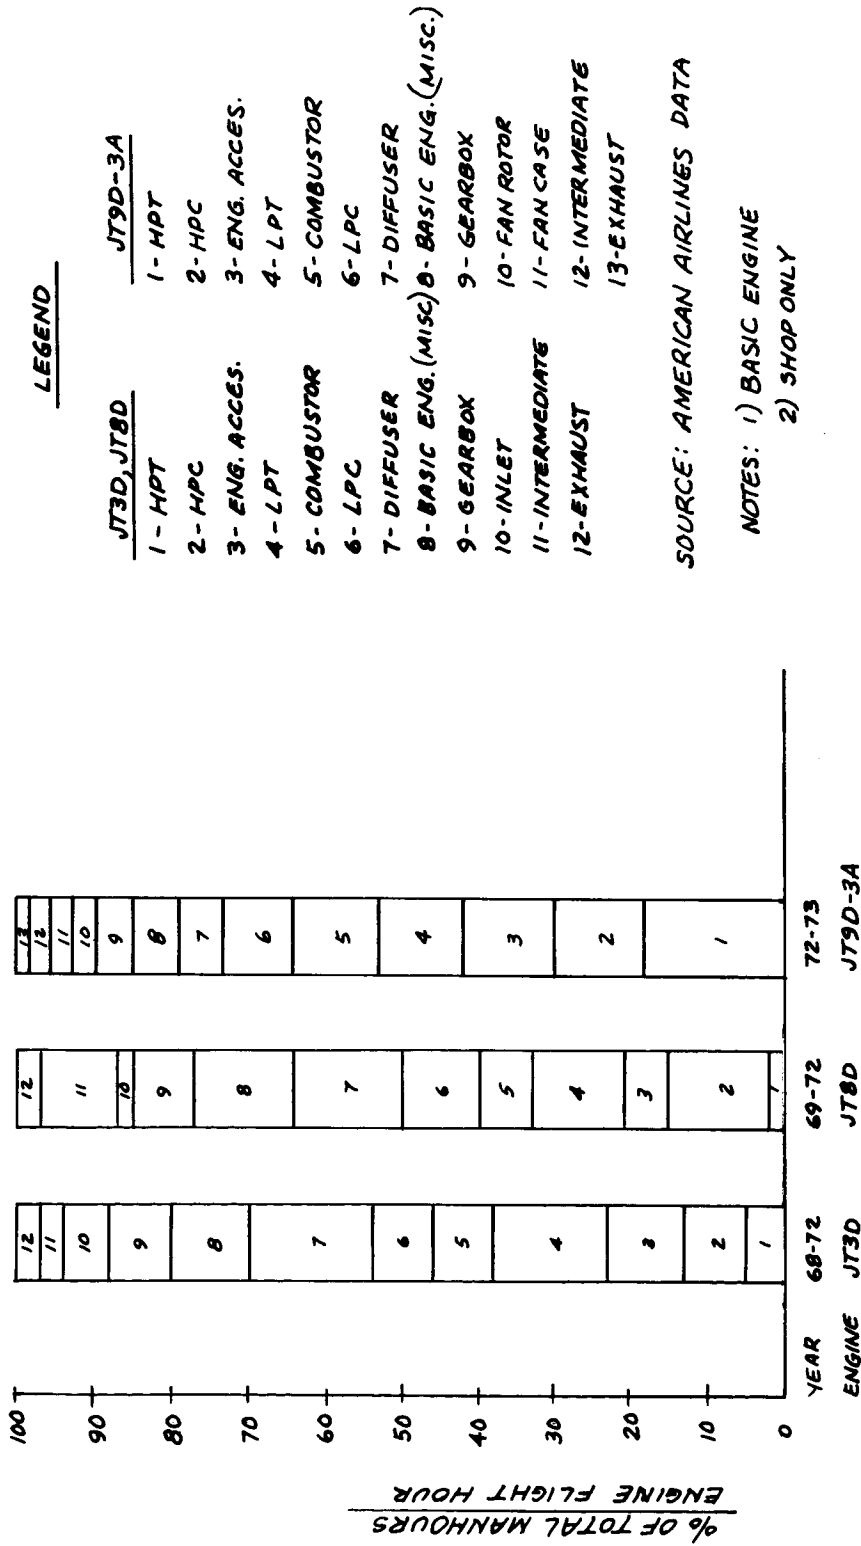 LEGEND
JT3D, JT8D
1 - HPT
2 - HPC
3 - ENG. ACCES.
4 - LPT
5 - COMBUSTOR
6 - LPC
7 - DIFFUSER
8 - BASIC ENG. (MISC)
9 - GEARBOX
10 - INLET
11 - INTERMEDIATE
12 - EXHAUST
JT9D-3A
1 - HPT
2 - HPC
3 - ENG. ACCES.
4 - LPT
5 - COMBUSTOR
6 - LPC
7 - DIFFUSER
8 - BASIC ENG. (MISC.)
9 - GEARBOX
10 - FAN ROTOR
11 - FAN CASE
12 - INTERMEDIATE
13 - EXHAUST
SOURCE: AMERICAN AIRLINES DATA
NOTES: 1) BASIC ENGINE
2) SHOP ONLY
% OF TOTAL MANHOURS
ENGINE FLIGHT HOUR
100
90
80
70
60
50
40
30
20
10
0
12
11
10
9
8
7
6
5
4
3
2
1
12
11
10
9
8
7
6
5
4
3
2
1
13
12
11
10
9
8
7
6
5
4
3
2
1
YEAR 68-72 69-72 72-73
ENGINE JT3D JT8D JT9D-3A